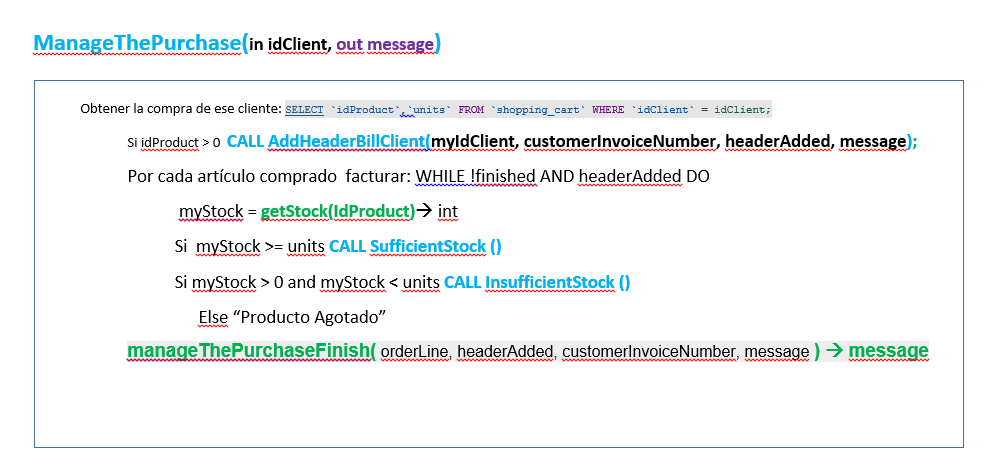 ManageThePurchase(in idClient, out message)
Obtener la compra de ese cliente: SELECT `idProduct`,`units` FROM `shopping_cart` WHERE `idClient` = idClient;
Si idProduct > 0 CALL AddHeaderBillClient(myIdClient, customerInvoiceNumber, headerAdded, message);
Por cada artículo comprado facturar: WHILE !finished AND headerAdded DO
myStock = getStock(IdProduct)→ int
Si myStock >= units CALL SufficientStock ()
Si myStock > 0 and myStock < units CALL InsufficientStock ()
Else “Producto Agotado”
manageThePurchaseFinish( orderLine, headerAdded, customerInvoiceNumber, message ) → message